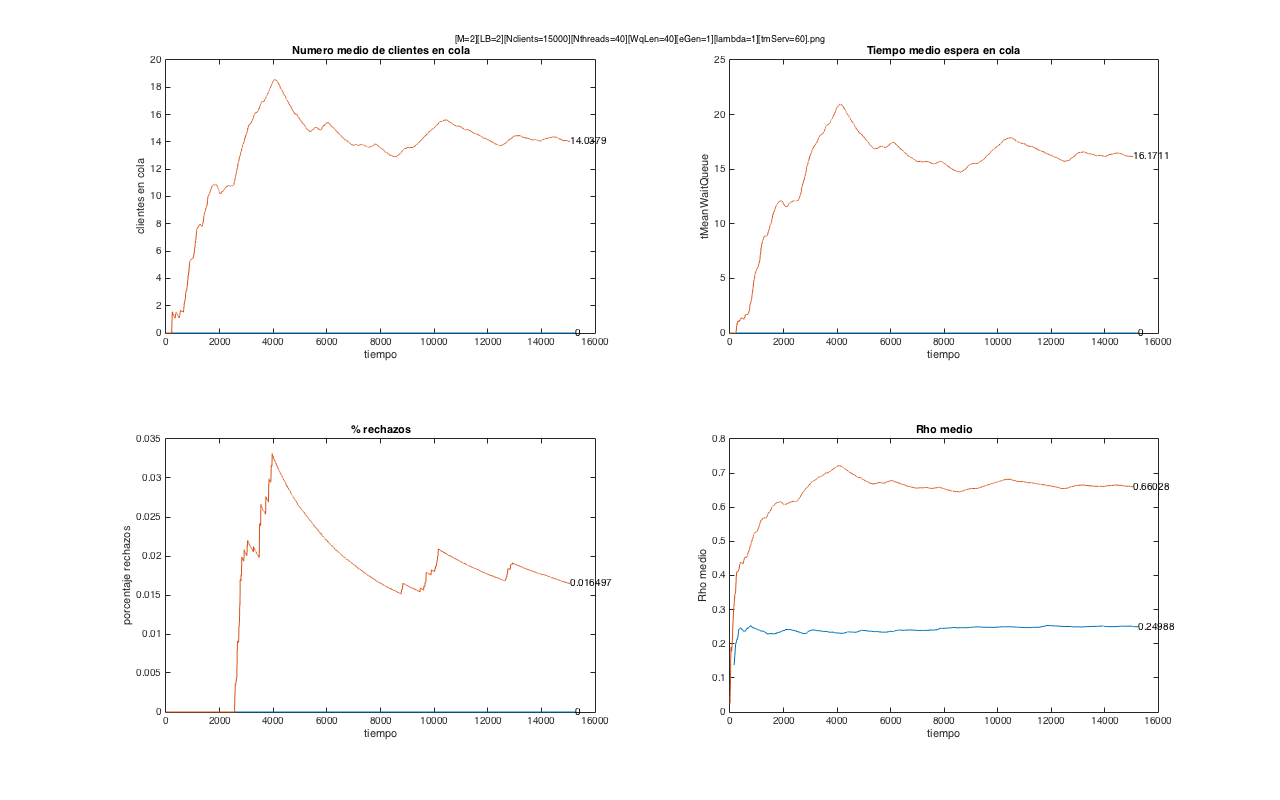 [M=2][LB=2][Nclients=15000][Nthreads=40][WqLen=40][eGen=1][lambda=1][tmServ=60].png
Numero medio de clientes en cola
20
18
16
14
12
10
8
6
4
2
0
clientes en cola
14.0379
0
0 2000 4000 6000 8000 10000 12000 14000 16000
tiempo
Tiempo medio espera en cola
25
20
15
10
5
0
tMeanWaitQueue
16.1711
0
0 2000 4000 6000 8000 10000 12000 14000 16000
tiempo
% rechazos
0.035
0.03
0.025
0.02
0.015
0.01
0.005
0
porcentaje rechazos
0.016497
0
0 2000 4000 6000 8000 10000 12000 14000 16000
tiempo
Rho medio
0.8
0.7
0.6
0.5
0.4
0.3
0.2
0.1
0
Rho medio
0.66028
0.24988
0 2000 4000 6000 8000 10000 12000 14000 16000
tiempo